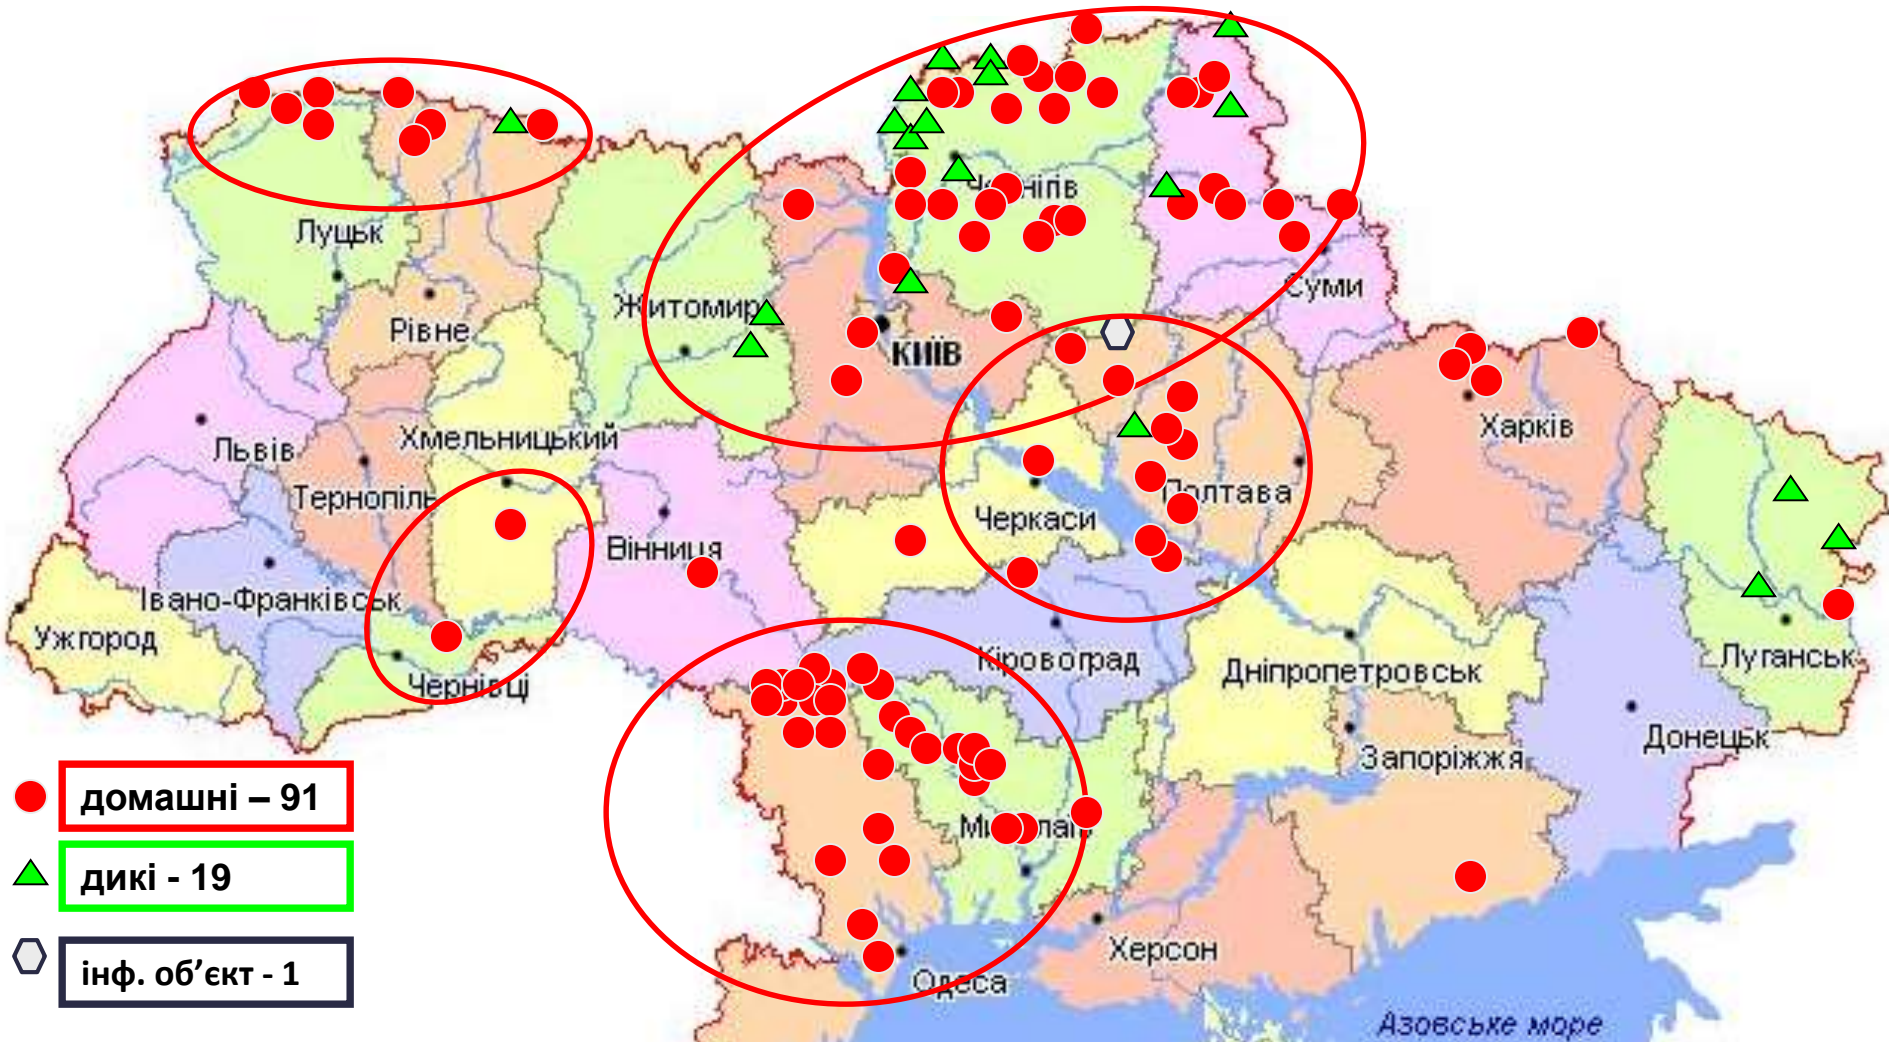 Чернігів
Луцьк
Суми
Житомир
Рівне
КИЇВ
Львів
Хмельницький
Харків
Тернопіль
Полтава
Черкаси
Вінниця
Івано-Франківськ
Ужгород
Кіровоград
Дніпропетровськ
Луганськ
Чернівці
Донецьк
Запоріжжя
домашні – 91
Миколаїв
дикі - 19
Херсон
інф. об’єкт - 1
Одеса
Азовське море